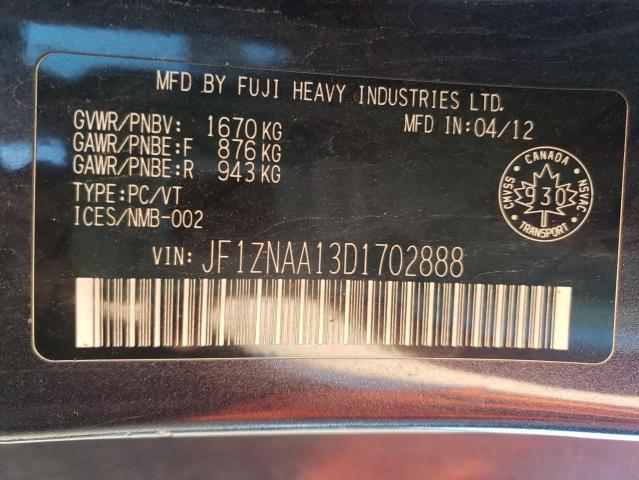 MFD BY FUJI HEAVY INDUSTRIES LTD.
GVWR/PNBV: 1670 KG MFD IN:04/12
GAWR/PNBE:F 876 KG
GAWR/PNBE:R 943 KG
TYPE:PC/VT
ICES/NMB-002
CANADA
CMVSS 930 NSVAC
TRANSPORT
VIN: JF1ZNAA13D1702888